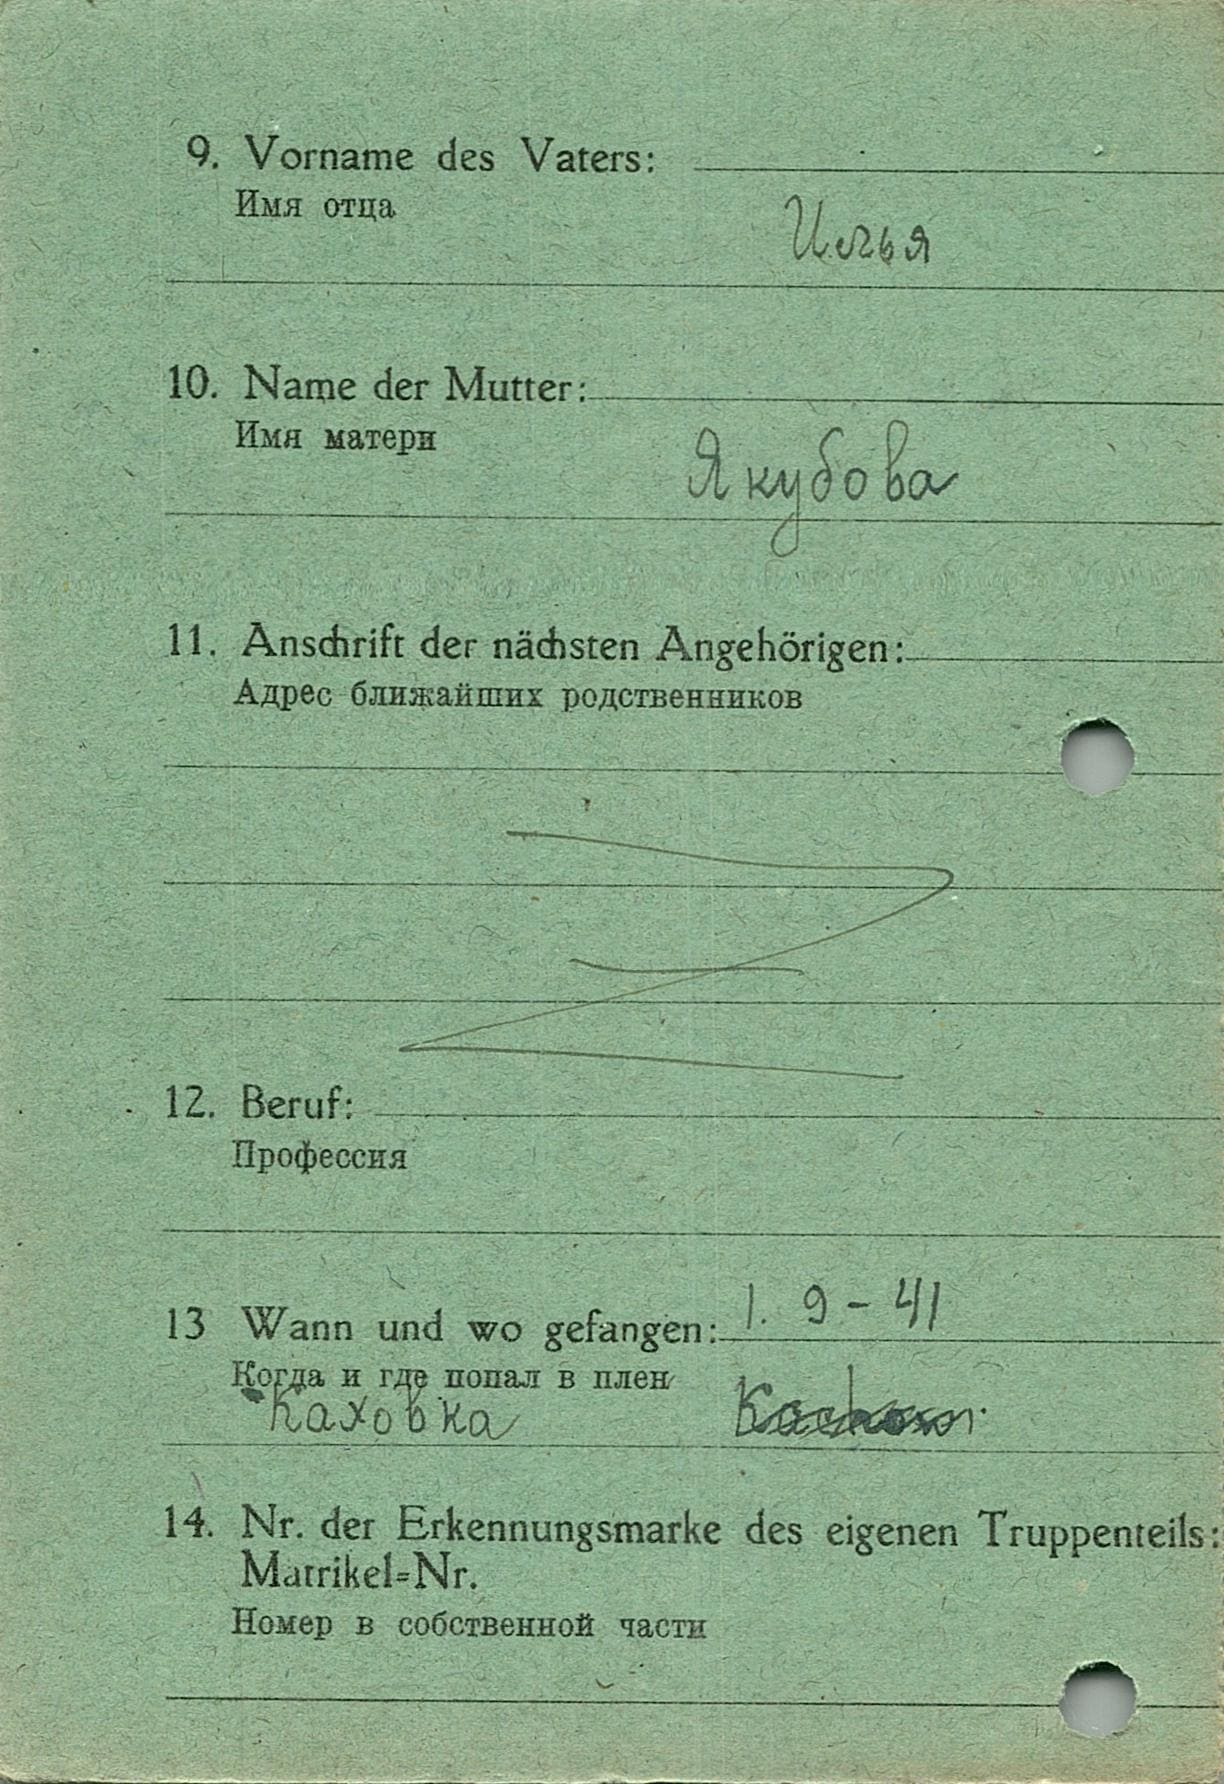 9. Vorname des Vaters:
Имя отца
Илья
10. Name der Mutter:
Имя матери
Якубова
11. Anschrift der nächsten Angehörigen:
Адрес ближайших родственников
12. Beruf:
Профессия
13 Wann und wo gefangen: 1. 9 - 41
Когда и где попал в плен
Каховка
14. Nr. der Erkennungsmarke des eigenen Truppenteils:
Matrikel=Nr.
Номер в собственной части